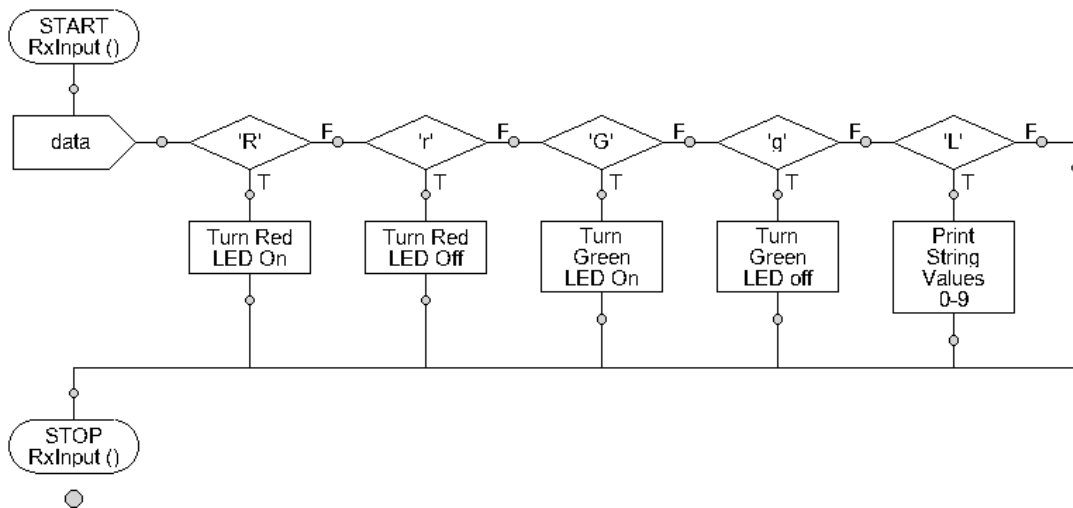 START
RxInput ()
data
'R'
F
'r'
F
'G'
F
'g'
F
'L'
F
T
T
T
T
T
Turn Red
LED On
Turn Red
LED Off
Turn
Green
LED On
Turn
Green
LED off
Print
String
Values
0-9
STOP
RxInput ()